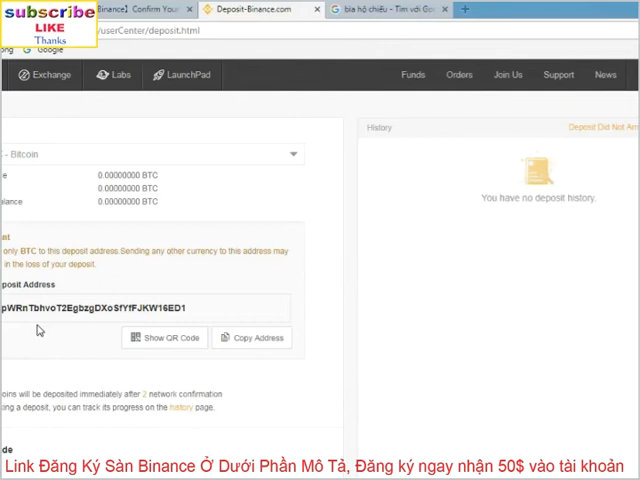 subscribe
LIKE
Thanks
Binance】Confirm Your
Deposit-Binance.com
bìa hộ chiếu - Tìm với Goo
/userCenter/deposit.html
Google
Exchange
Labs
LaunchPad
Funds
Orders
Join Us
Support
News
- Bitcoin
0.00000000 BTC
0.00000000 BTC
0.00000000 BTC
only BTC to this deposit address.Sending any other currency to this address may
in the loss of your deposit.
Address
pWRnTbhvoT2EgbzgDXoSfYfFJKW16ED1
Show QR Code
Copy Address
oins will be deposited immediately after 2 network confirmation
ing a deposit, you can track its progress on the history page.
History
Deposit Did Not Arr
You have no deposit history.
Link Đăng Ký Sàn Binance Ở Dưới Phần Mô Tả, Đăng ký ngay nhận 50$ vào tài khoản